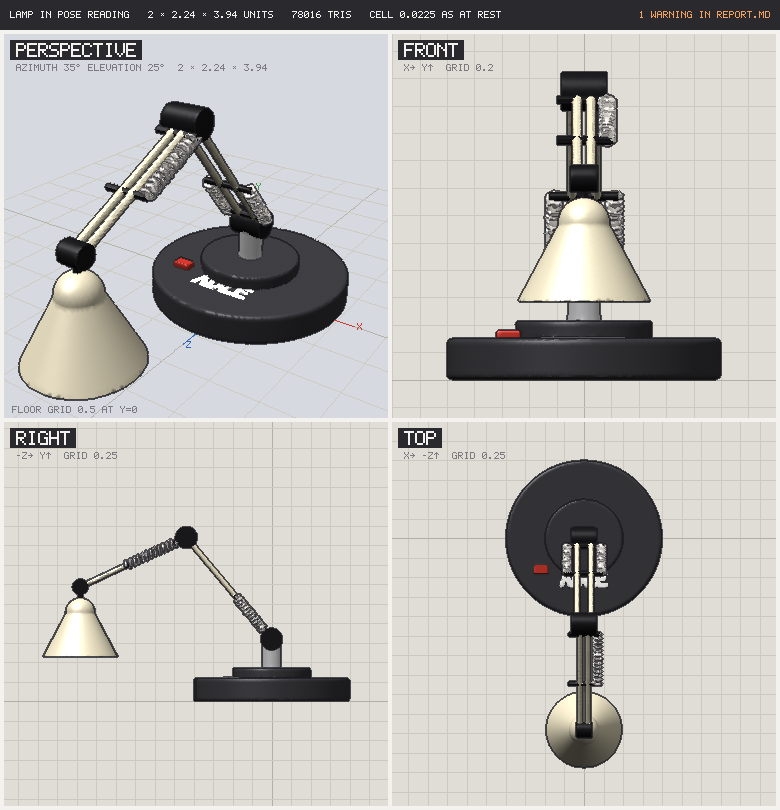 LAMP IN POSE READING 2 × 2.24 × 3.94 UNITS 78016 TRIS CELL 0.0225 AS AT REST 1 WARNING IN REPORT.MD
PERSPECTIVE
AZIMUTH 35° ELEVATION 25° 2 × 2.24 × 3.94
Y
X
Z
FLOOR GRID 0.5 AT Y=0
FRONT
X→ Y↑ GRID 0.2
RIGHT
-Z→ Y↑ GRID 0.25
TOP
X→ -Z↑ GRID 0.25